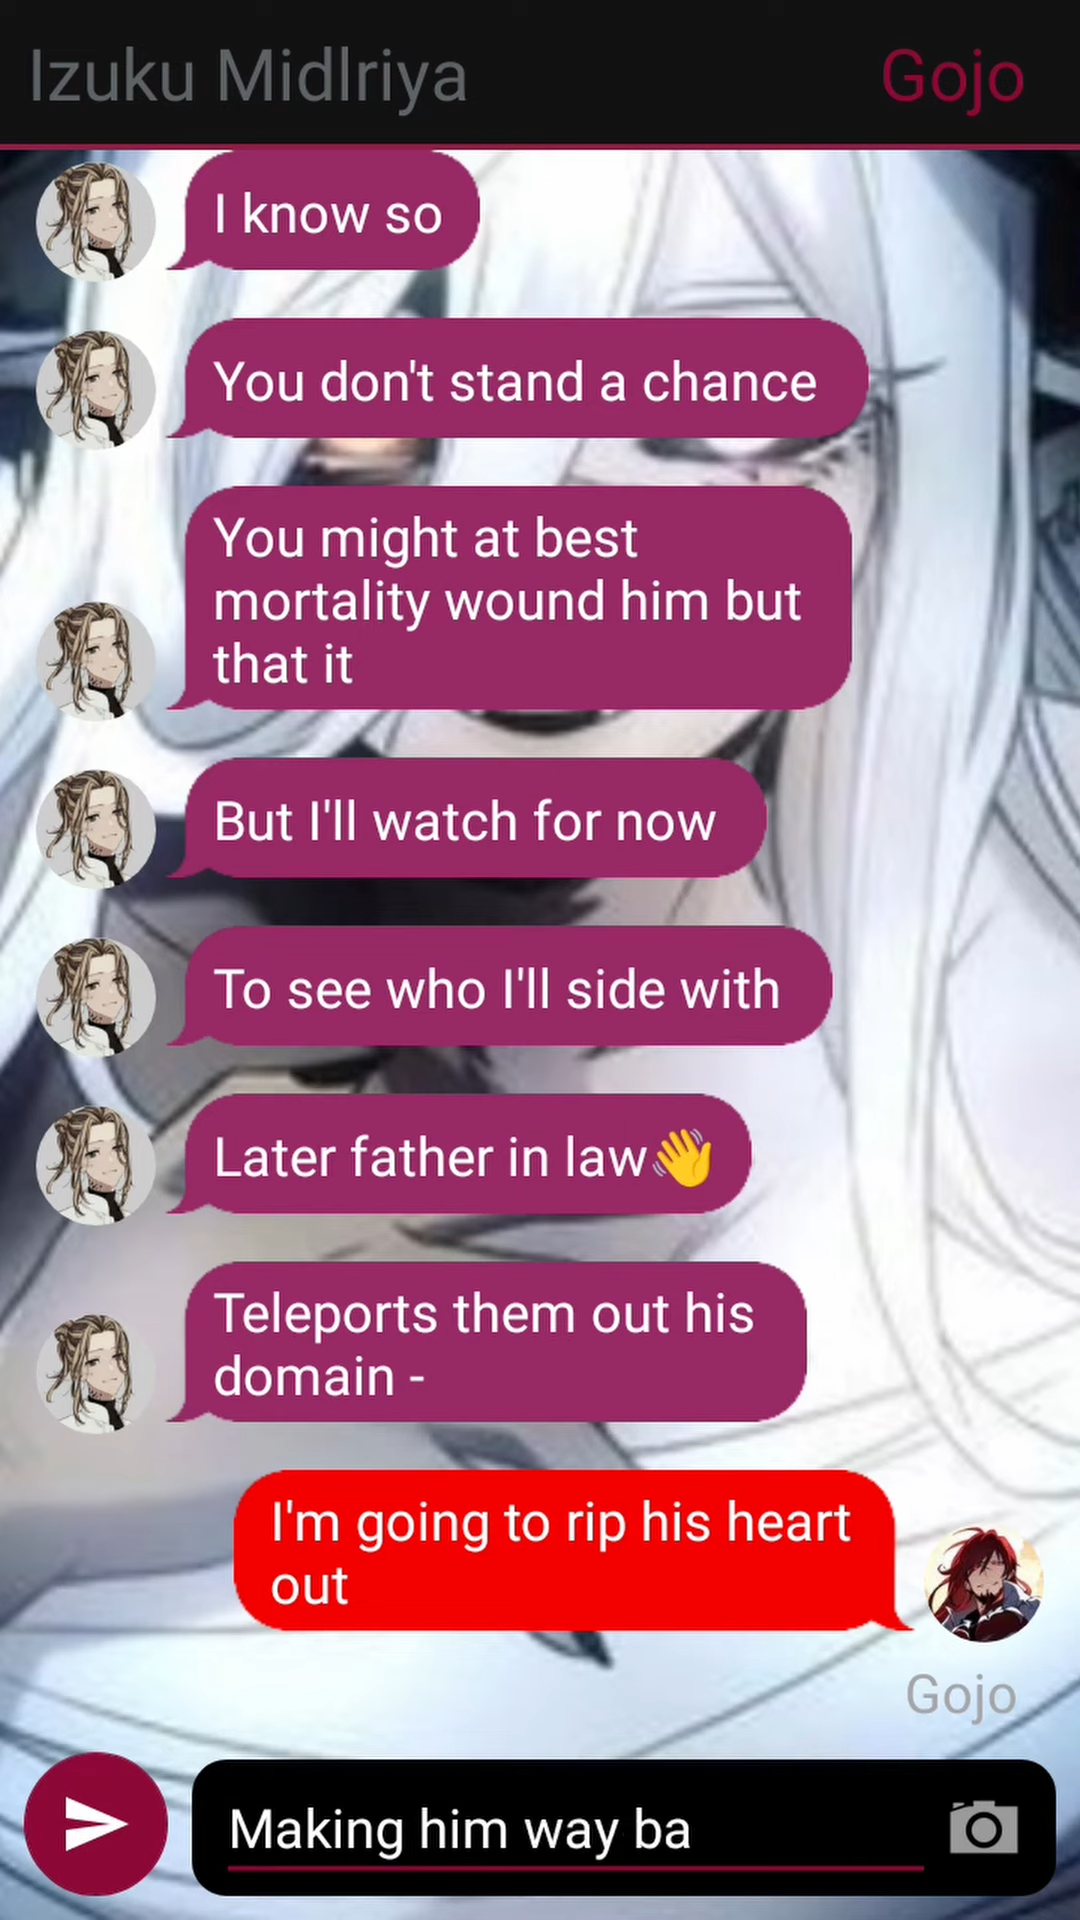 Izuku Midlriya
Gojo
I know so
You don't stand a chance
You might at best
mortality wound him but
that it
But I'll watch for now
To see who I'll side with
Later father in law👋
Teleports them out his
domain -
I'm going to rip his heart
out
Gojo
Making him way ba